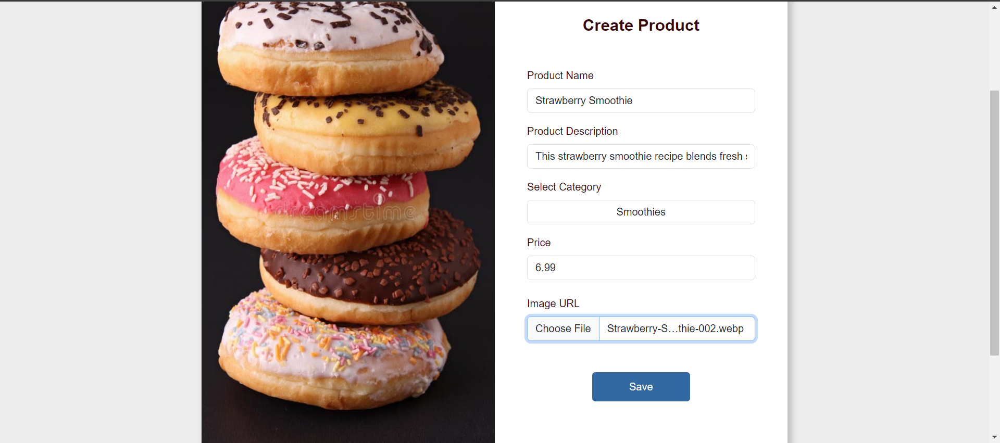 Create Product
Product Name
Strawberry Smoothie
Product Description
This strawberry smoothie recipe blends fresh
Select Category
Smoothies
Price
6.99
Image URL
Choose File
Strawberry-S...thie-002.webp
Save
dreamstime